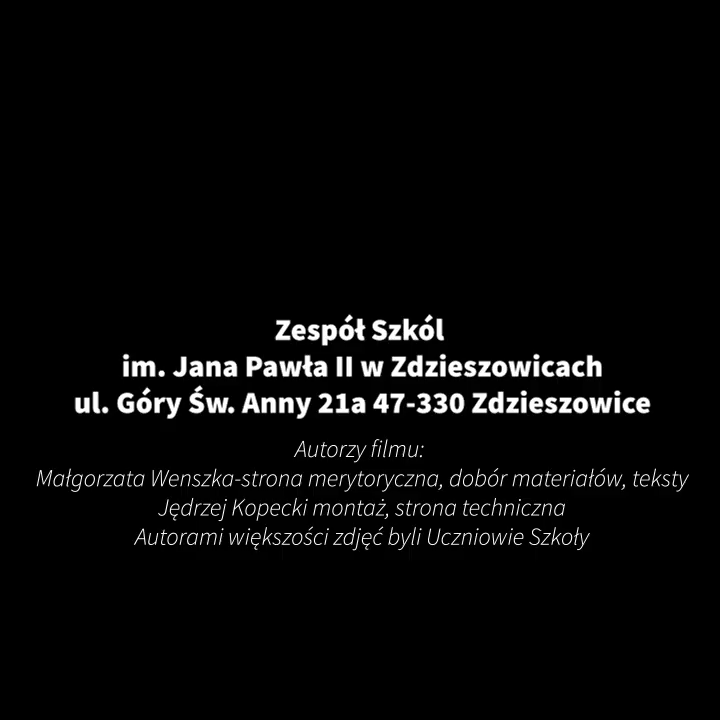 Zespół Szkól
im. Jana Pawła II w Zdzieszowicach
ul. Góry Św. Anny 21a 47-330 Zdzieszowice
Autorzy filmu:
Małgorzata Wenszka-strona merytoryczna, dobór materiałów, teksty
Jędrzej Kopecki montaż, strona techniczna
Autorami większości zdjęć byli Uczniowie Szkoły